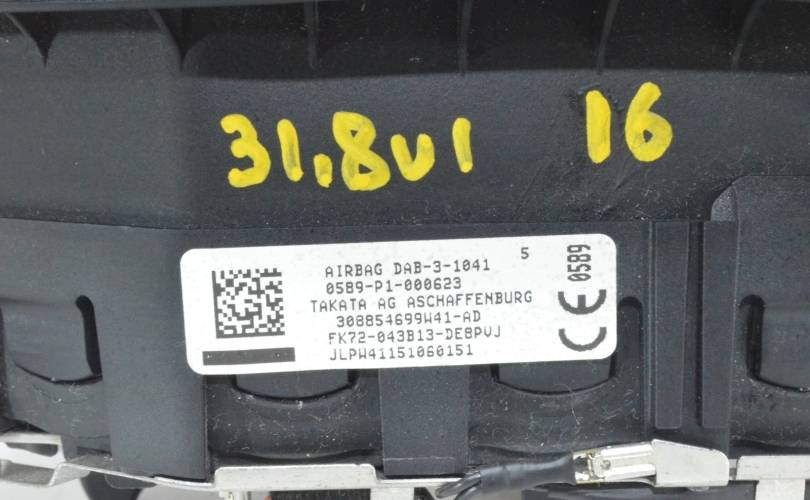 31.8UI 16
AIRBAG DAB-3-1041 5
0589-P1-000623
TAKATA AG ASCHAFFENBURG
308854699W41-AD
FK72-043B13-DE8PVJ
JLPW41151060151
CE 0589